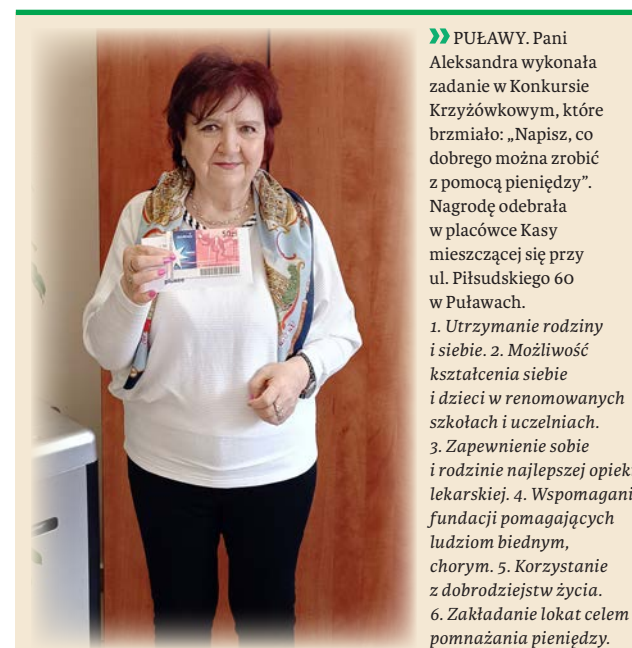 50zł
» PUŁAWY. Pani
Aleksandra wykonała
zadanie w Konkursie
Krzyżówkowym, które
brzmiało: „Napisz, co
dobrego można zrobić
z pomocą pieniędzy”.
Nagrodę odebrała
w placówce Kasy
mieszczącej się przy
ul. Piłsudskiego 60
w Puławach.
1. Utrzymanie rodziny
i siebie. 2. Możliwość
kształcenia siebie
i dzieci w renomowanych
szkołach i uczelniach.
3. Zapewnienie sobie
i rodzinie najlepszej opieki
lekarskiej. 4. Wspomagani
fundacji pomagających
ludziom biednym,
chorym. 5. Korzystanie
z dobrodziejstw życia.
6. Zakładanie lokat celem
pomnażania pieniędzy.